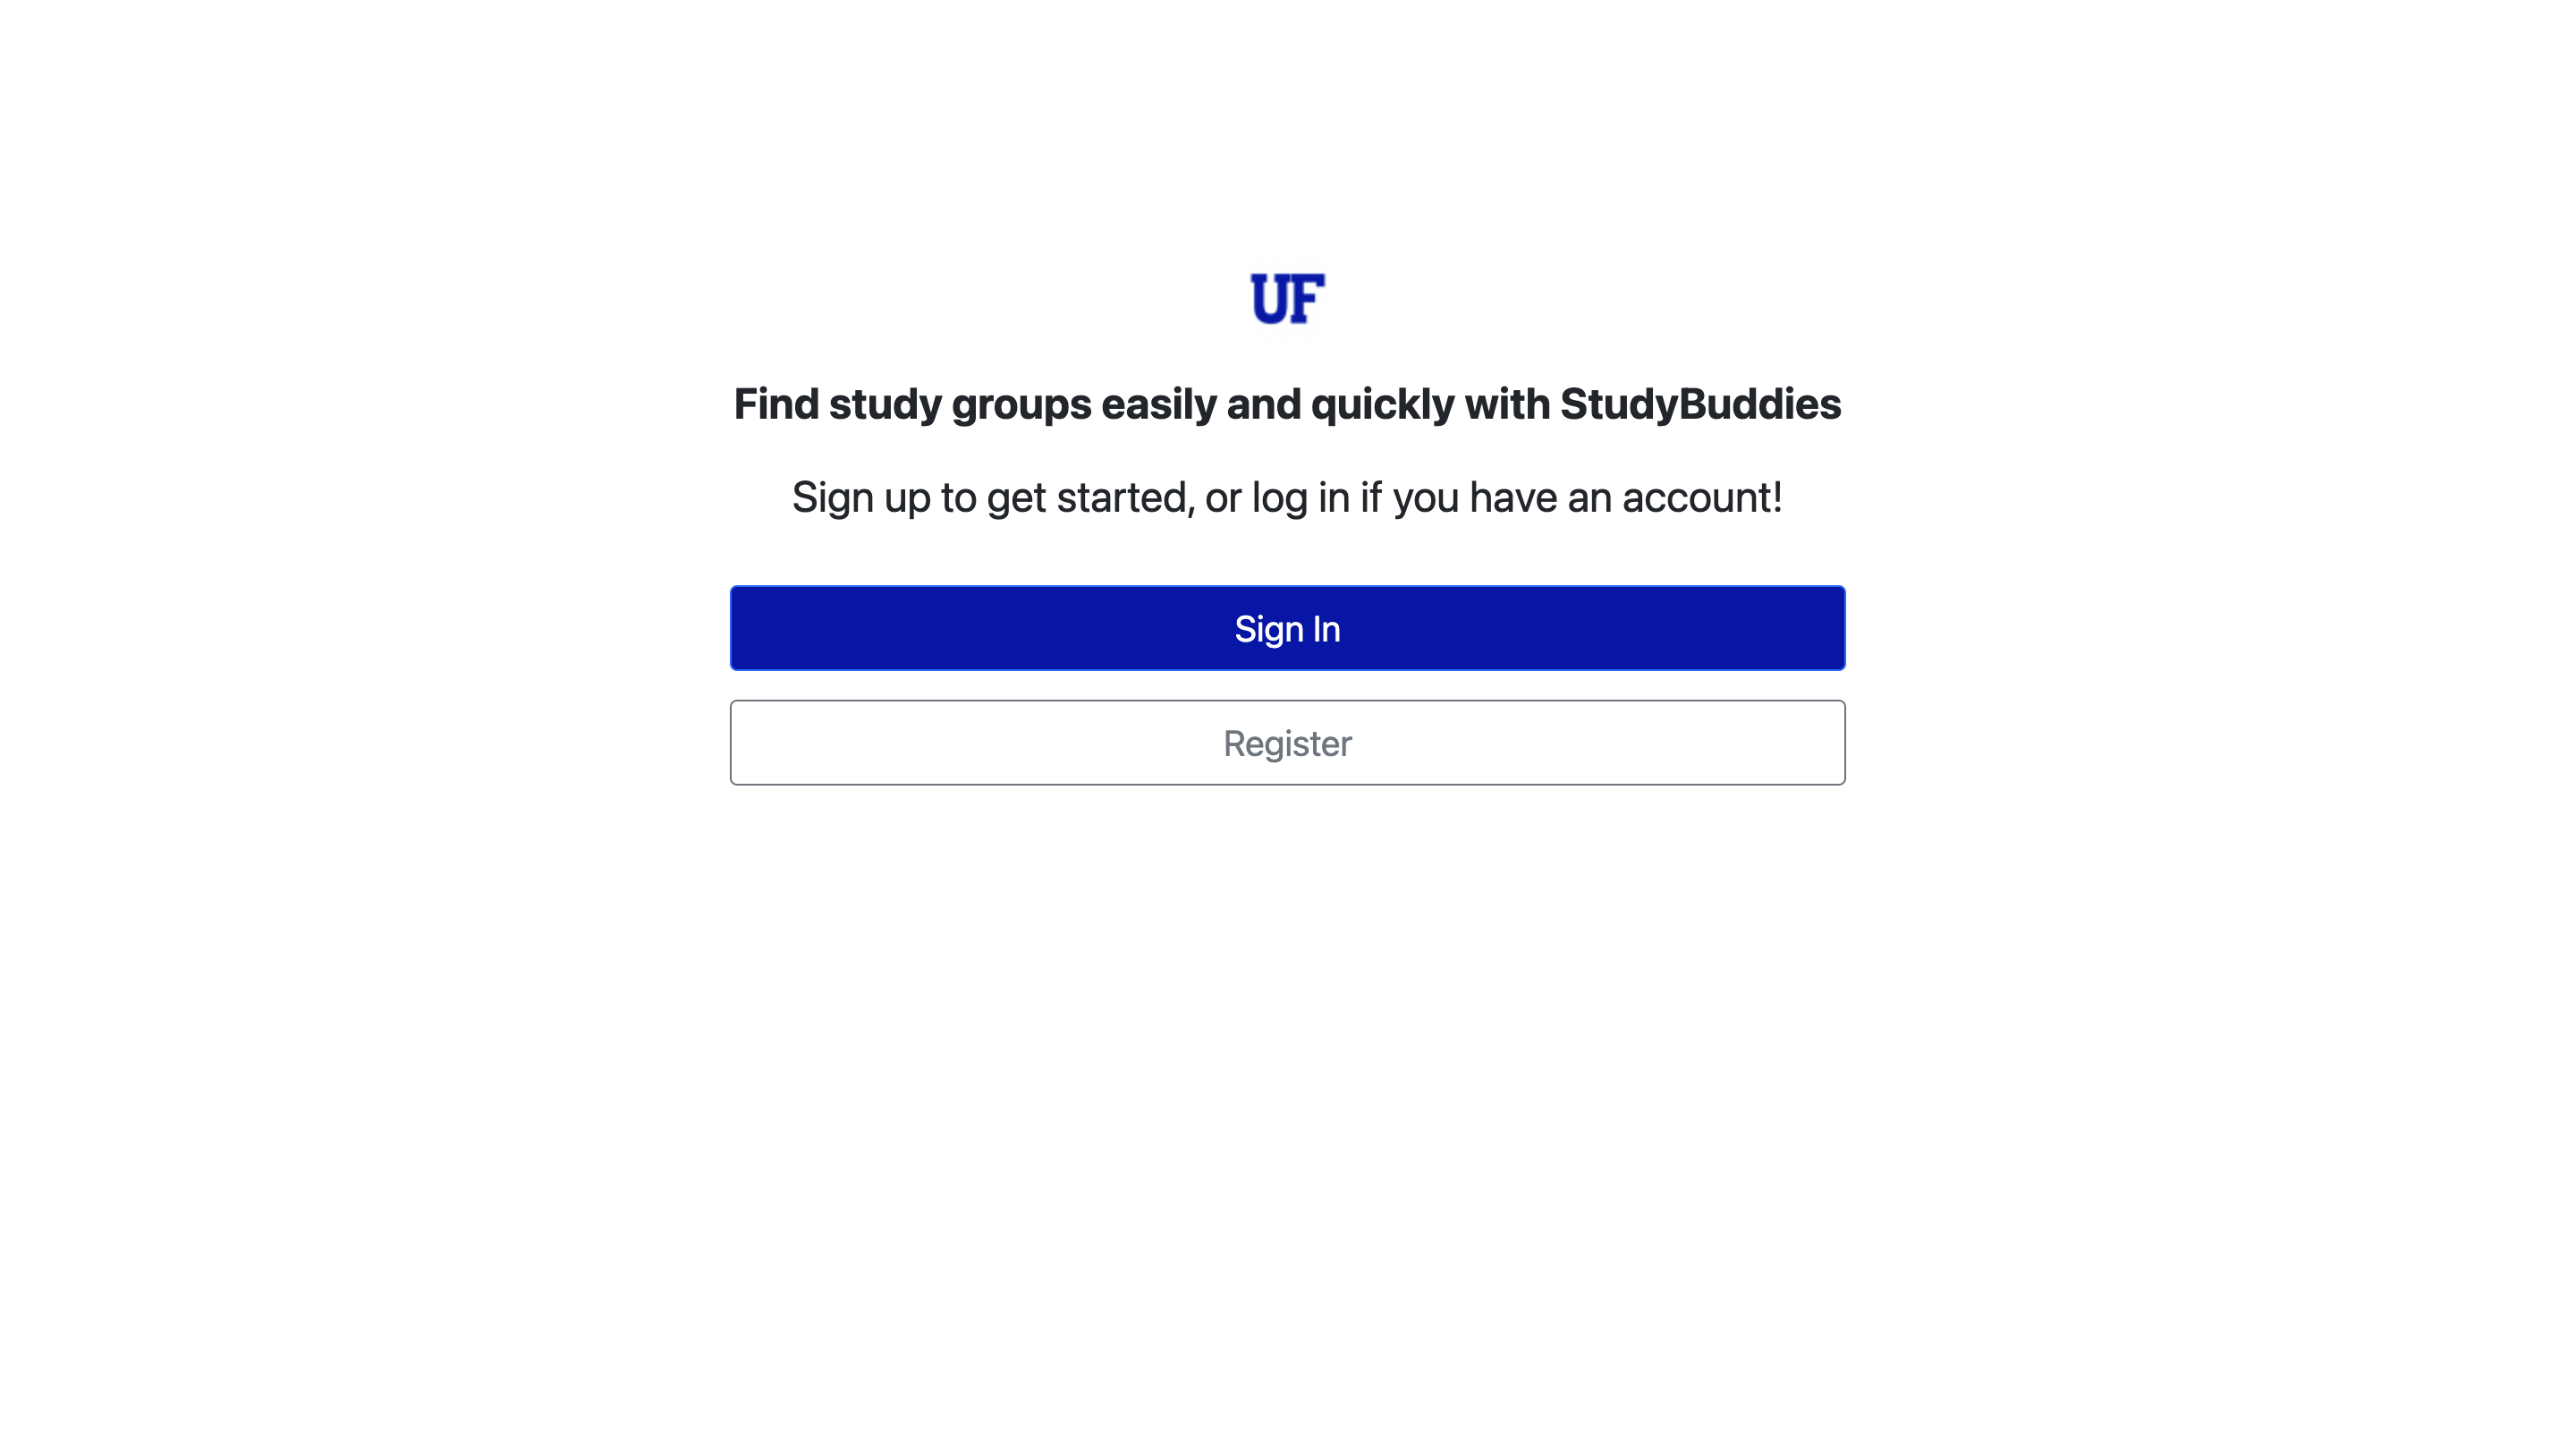 UF
Find study groups easily and quickly with StudyBuddies
Sign up to get started, or log in if you have an account!
Sign In
Register